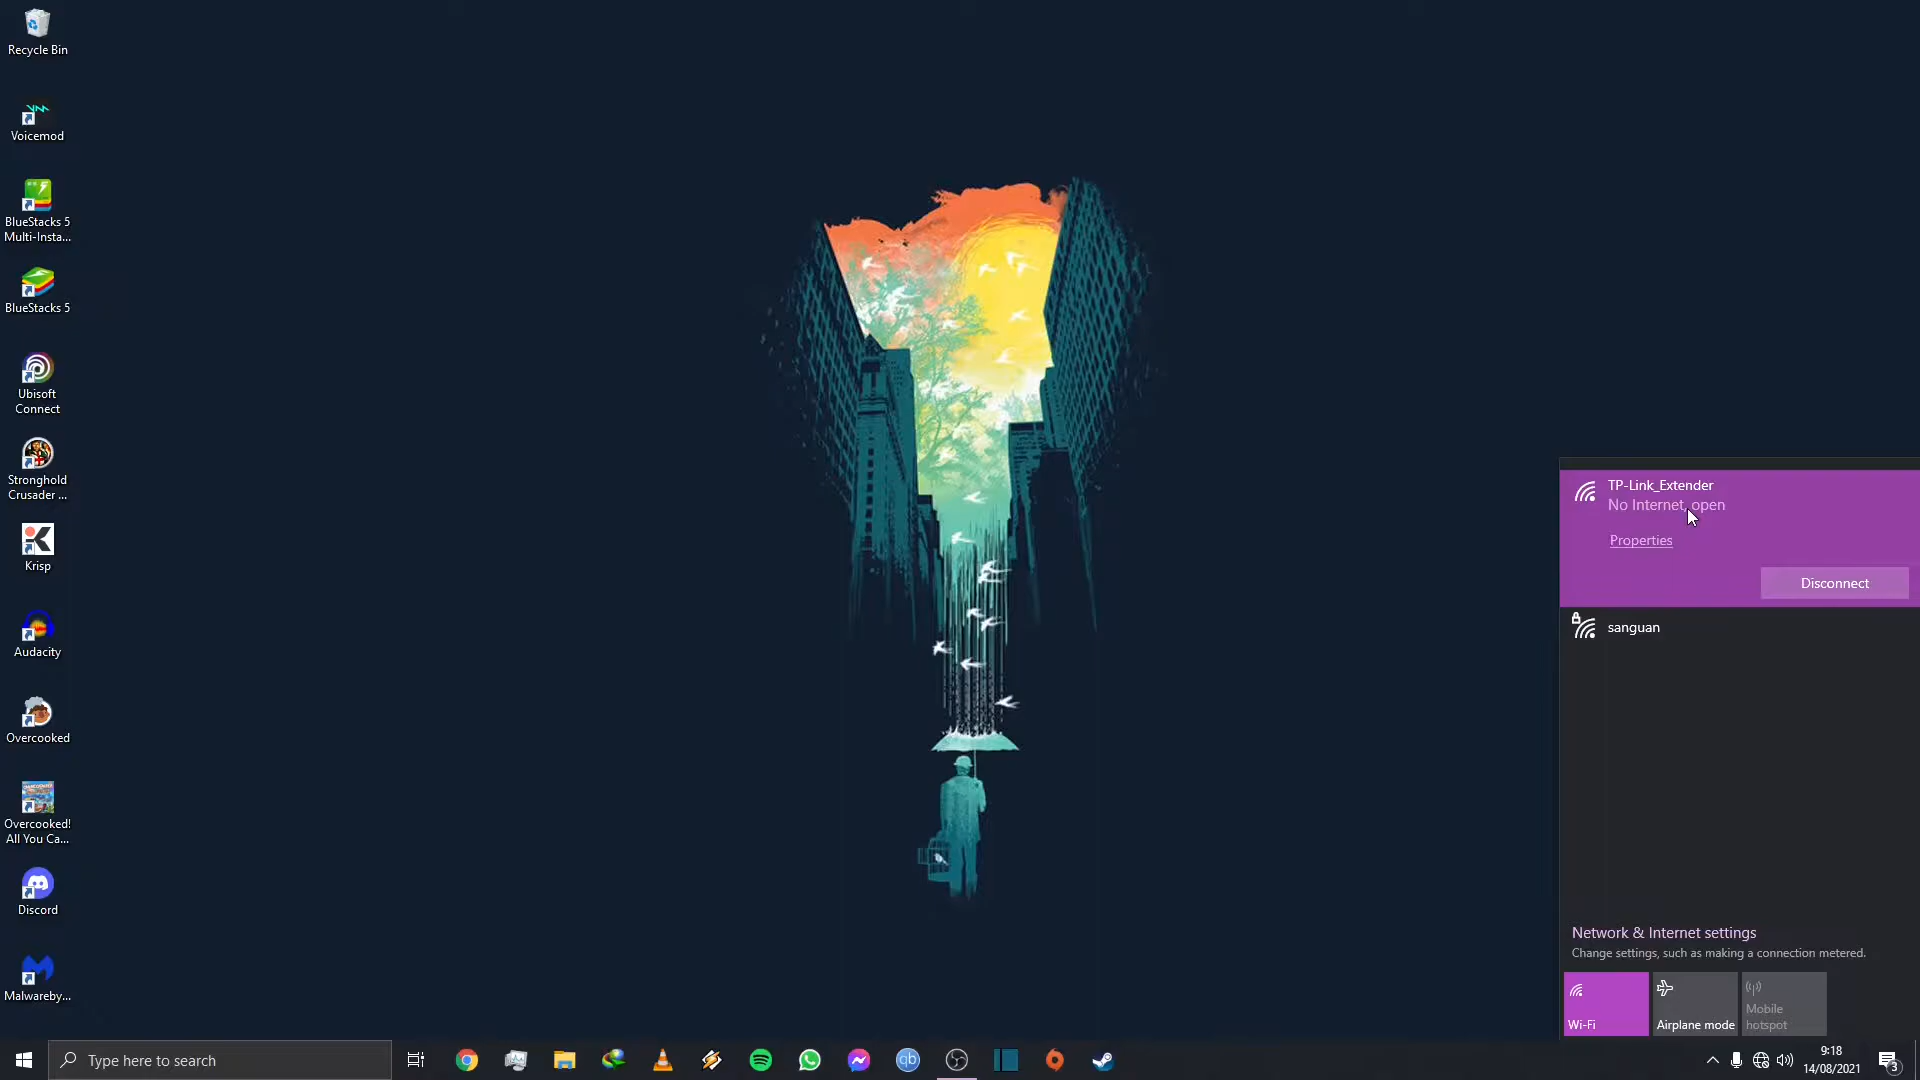 Recycle Bin
Voicemod
BlueStacks 5
Multi-Insta...
BlueStacks 5
Ubisoft
Connect
Stronghold
Crusader ...
Krisp
Audacity
Overcooked
Overcooked!
All You Ca...
Discord
Malwareby...
TP-Link_Extender
No Internet, open
Properties
Disconnect
sanguan
Network & Internet settings
Change settings, such as making a connection metered.
Wi-Fi
Airplane mode
Mobile
hotspot
Type here to search
qb
9:18
14/08/2021
3